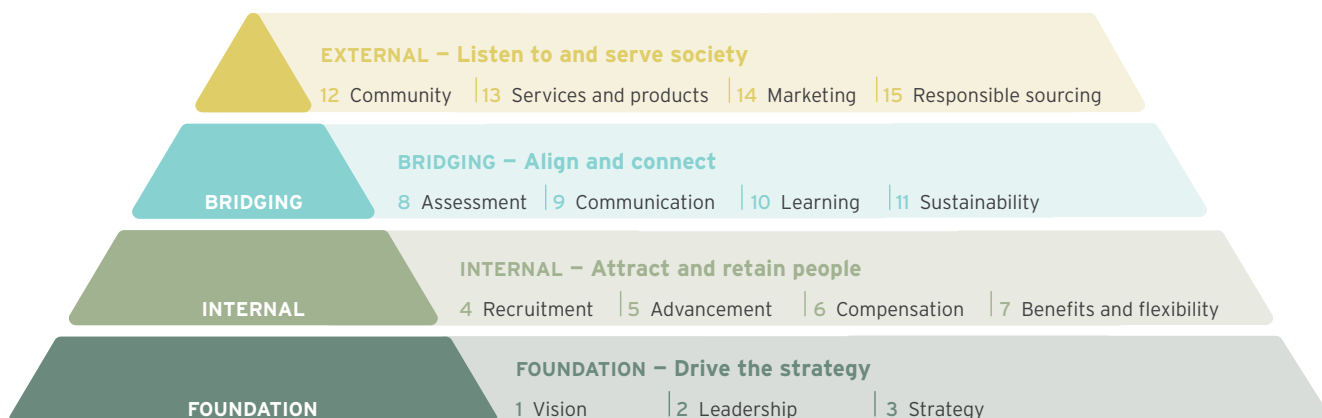 EXTERNAL – Listen to and serve society
12 Community 13 Services and products 14 Marketing 15 Responsible sourcing
BRIDGING
BRIDGING – Align and connect
8 Assessment 9 Communication 10 Learning 11 Sustainability
INTERNAL
INTERNAL – Attract and retain people
4 Recruitment 5 Advancement 6 Compensation 7 Benefits and flexibility
FOUNDATION
FOUNDATION – Drive the strategy
1 Vision 2 Leadership 3 Strategy